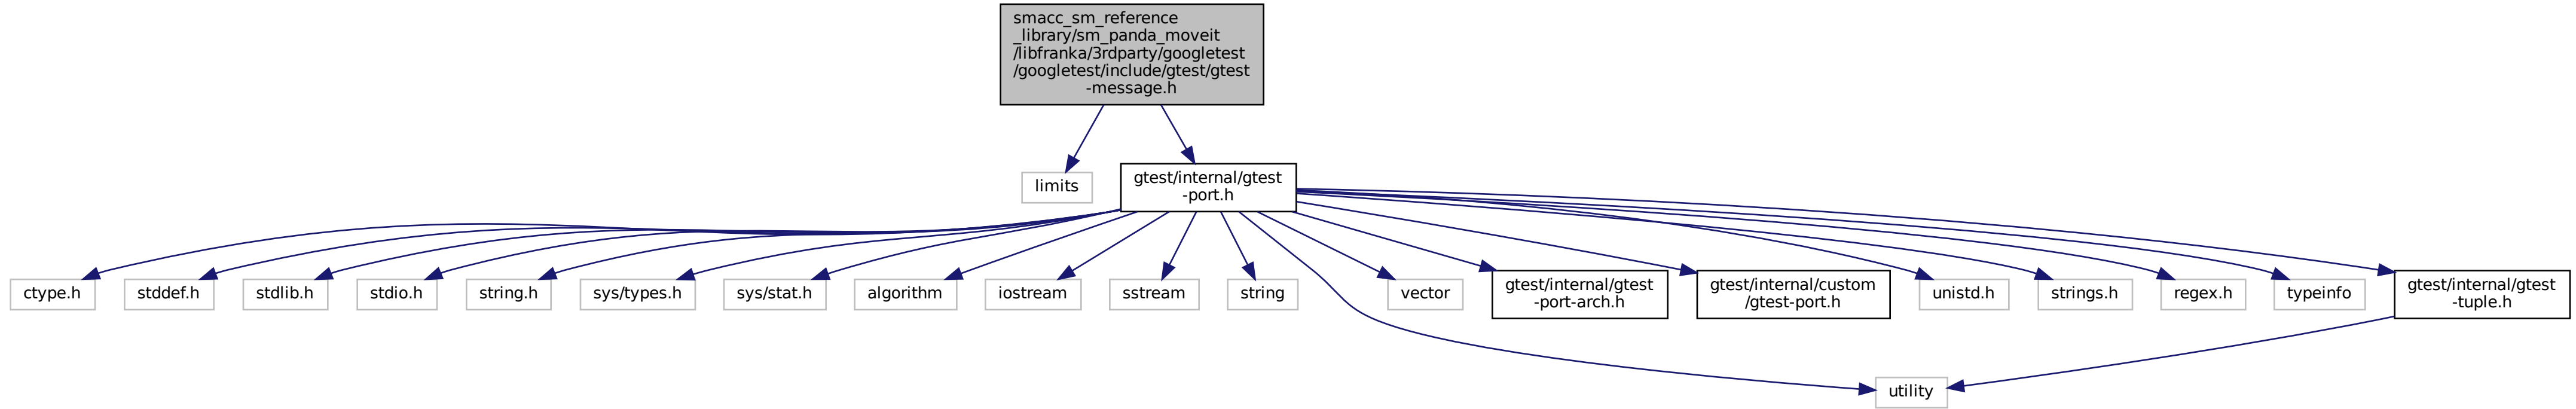 smacc_sm_reference
_library/sm_panda_moveit
/libfranka/3rdparty/googletest
/googletest/include/gtest/gtest
-message.h
limits
gtest/internal/gtest
-port.h
ctype.h
stddef.h
stdlib.h
stdio.h
string.h
sys/types.h
sys/stat.h
algorithm
iostream
sstream
string
vector
gtest/internal/gtest
-port-arch.h
gtest/internal/custom
/gtest-port.h
unistd.h
strings.h
regex.h
typeinfo
gtest/internal/gtest
-tuple.h
utility